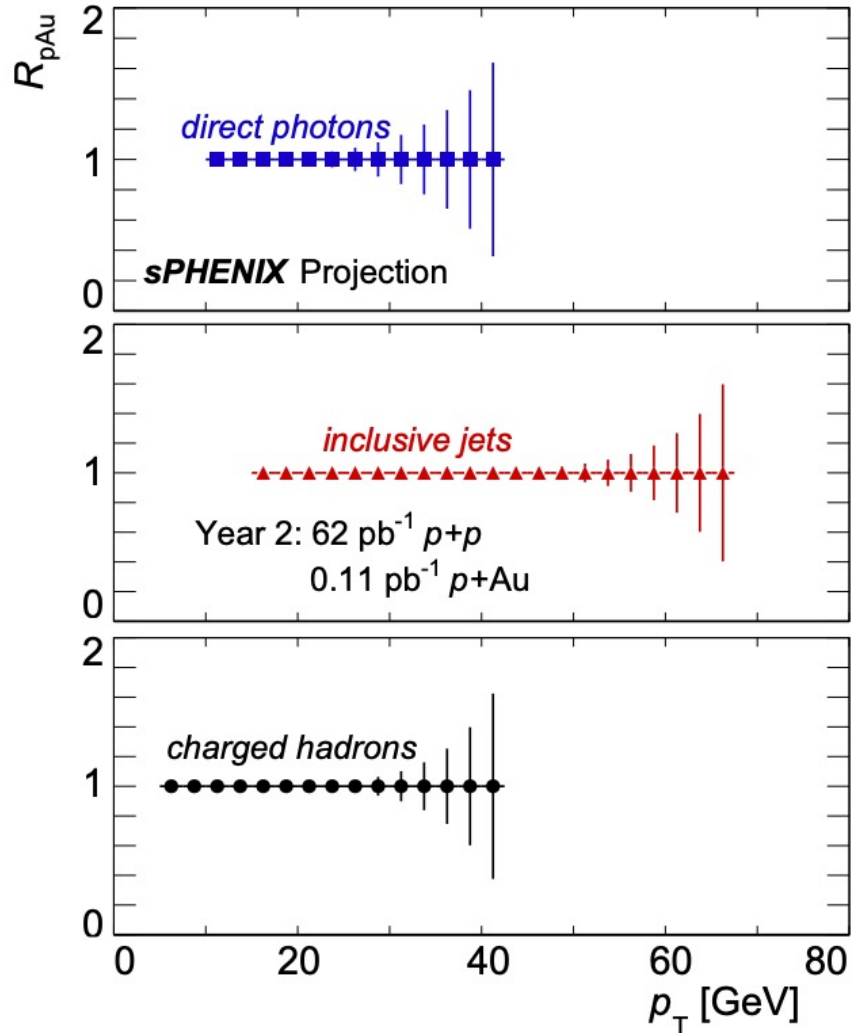 R_pAu
2
direct photons
1
sPHENIX Projection
0
2
inclusive jets
1
Year 2: 62 pb⁻¹ p+p
0.11 pb⁻¹ p+Au
0
2
charged hadrons
1
0
0 20 40 60 80
p_T [GeV]